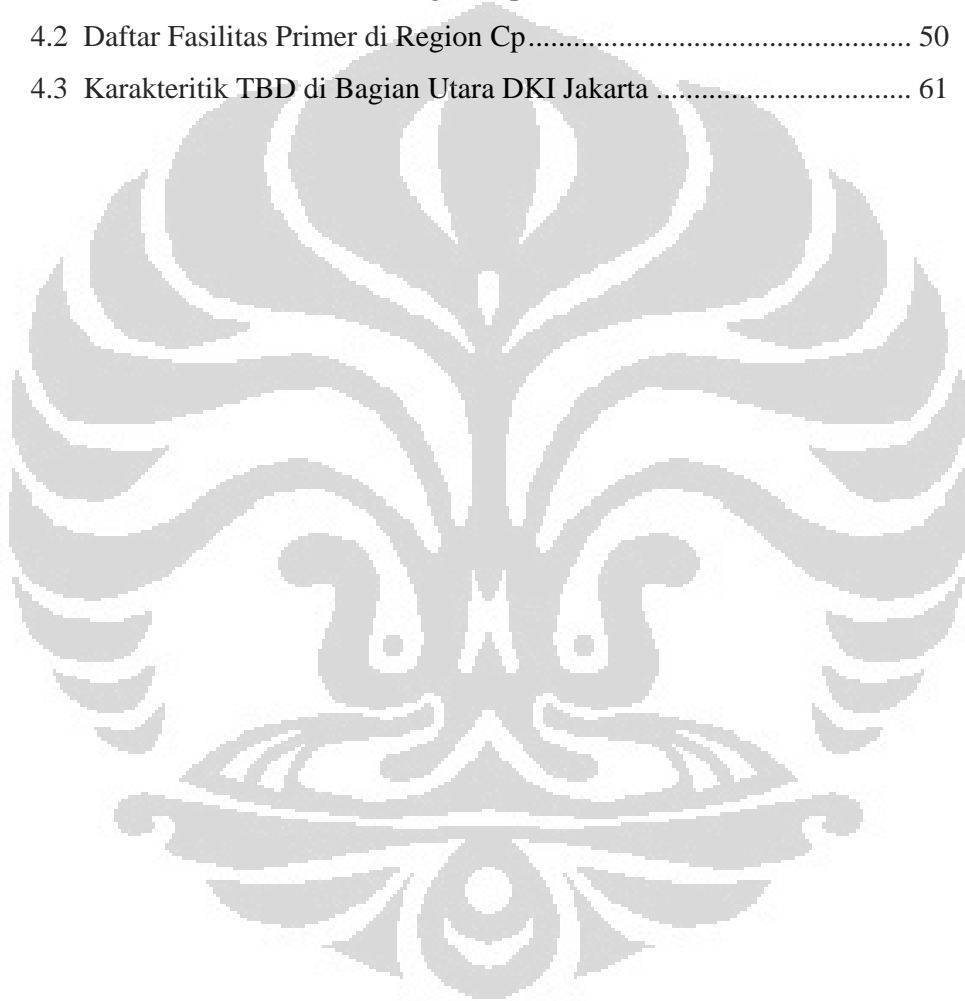 4.2 Daftar Fasilitas Primer di Region Cp................................................ 50
4.3 Karakteritik TBD di Bagian Utara DKI Jakarta ................................ 61